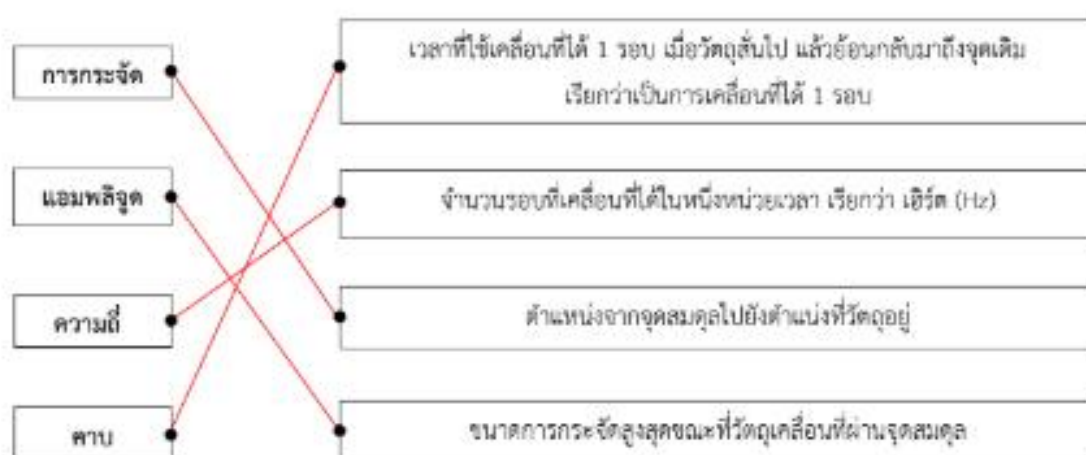 การกระจัด
เวลาที่ใช้เคลื่อนที่ได้ 1 รอบ เมื่อวัตถุสั่นไป แล้วย้อนกลับมาถึงจุดเดิม
เรียกว่าเป็นการเคลื่อนที่ได้ 1 รอบ
แอมพลิจูด
จำนวนรอบที่เคลื่อนที่ได้ในหนึ่งหน่วยเวลา เรียกว่า เฮิร์ต (Hz)
ความถี่
ตำแหน่งจากจุดสมดุลไปยังตำแน่งที่วัตถุอยู่
คาบ
ขนาดการกระจัดสูงสุดขณะที่วัตถุเคลื่อนที่ผ่านจุดสมดุล